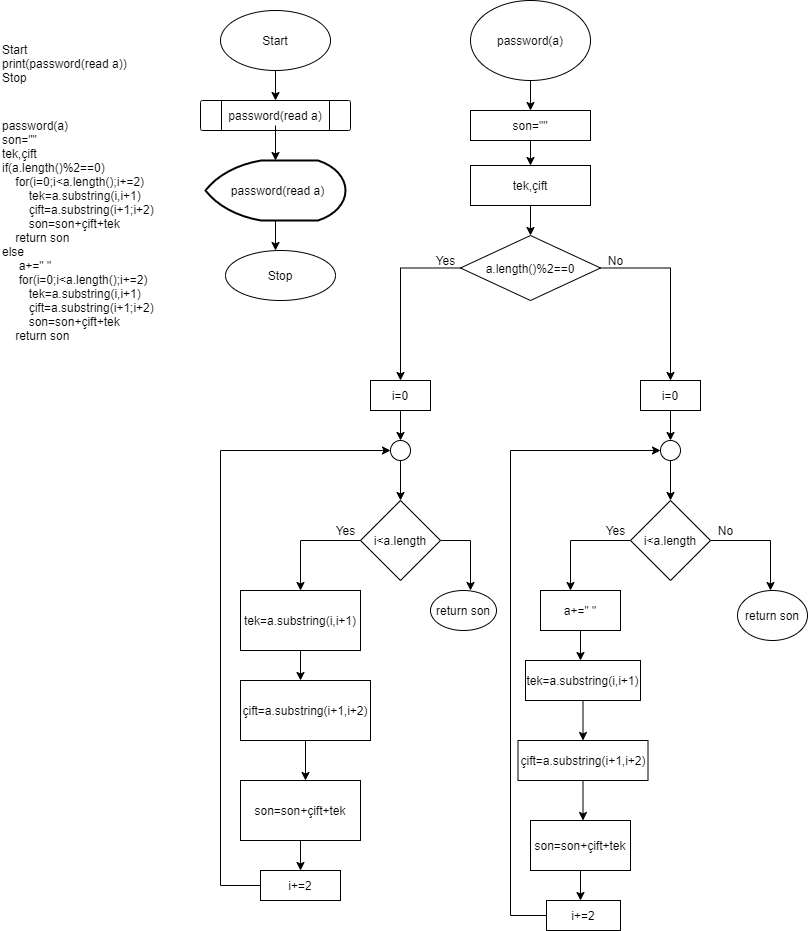 Start
print(password(read a))
Stop
password(a)
son=""
tek,çift
if(a.length()%2==0)
for(i=0;i<a.length();i+=2)
tek=a.substring(i,i+1)
çift=a.substring(i+1;i+2)
son=son+çift+tek
return son
else
a+=" "
for(i=0;i<a.length();i+=2)
tek=a.substring(i,i+1)
çift=a.substring(i+1;i+2)
son=son+çift+tek
return son
Start
password(read a)
password(read a)
Stop
password(a)
son=""
tek,çift
a.length()%2==0
Yes
No
i=0
i<a.length
Yes
return son
tek=a.substring(i,i+1)
çift=a.substring(i+1,i+2)
son=son+çift+tek
i+=2
i=0
i<a.length
Yes
No
return son
a+=" "
tek=a.substring(i,i+1)
çift=a.substring(i+1,i+2)
son=son+çift+tek
i+=2